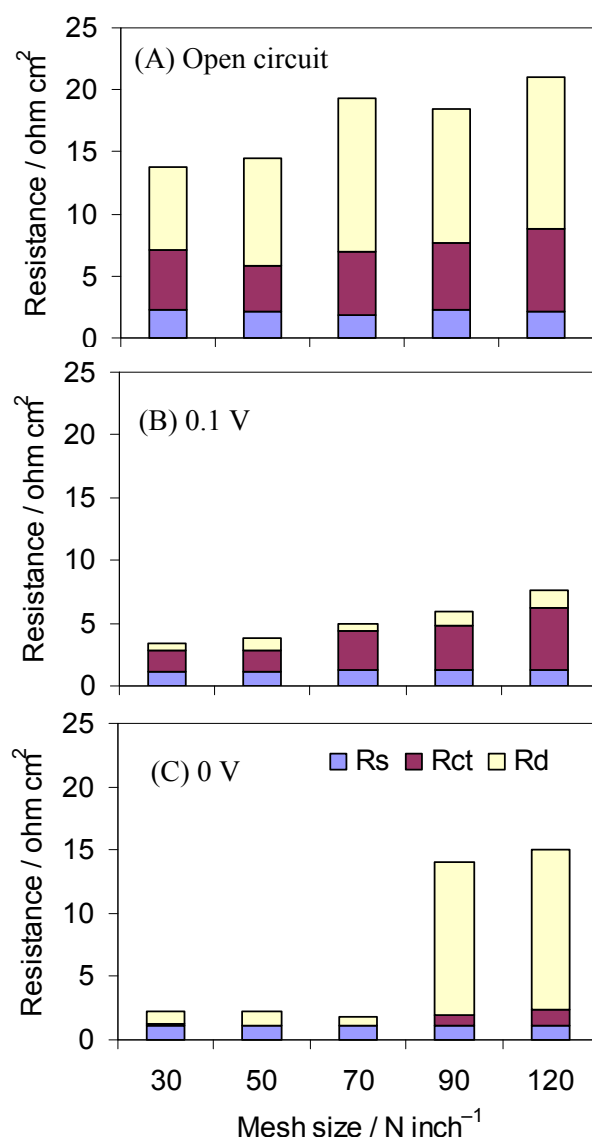 (A) Open circuit
Resistance / ohm cm²
25
20
15
10
5
0
(B) 0.1 V
Resistance / ohm cm²
25
20
15
10
5
0
(C) 0 V
Rs Rct Rd
Resistance / ohm cm²
25
20
15
10
5
0
30 50 70 90 120
Mesh size / N inch⁻¹